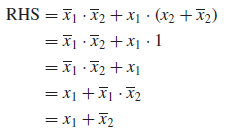 RHS = x̅₁ · x̅₂ + x₁ · (x₂ + x̅₂)
= x̅₁ · x̅₂ + x₁ · 1
= x̅₁ · x̅₂ + x₁
= x₁ + x̅₁ · x̅₂
= x₁ + x̅₂